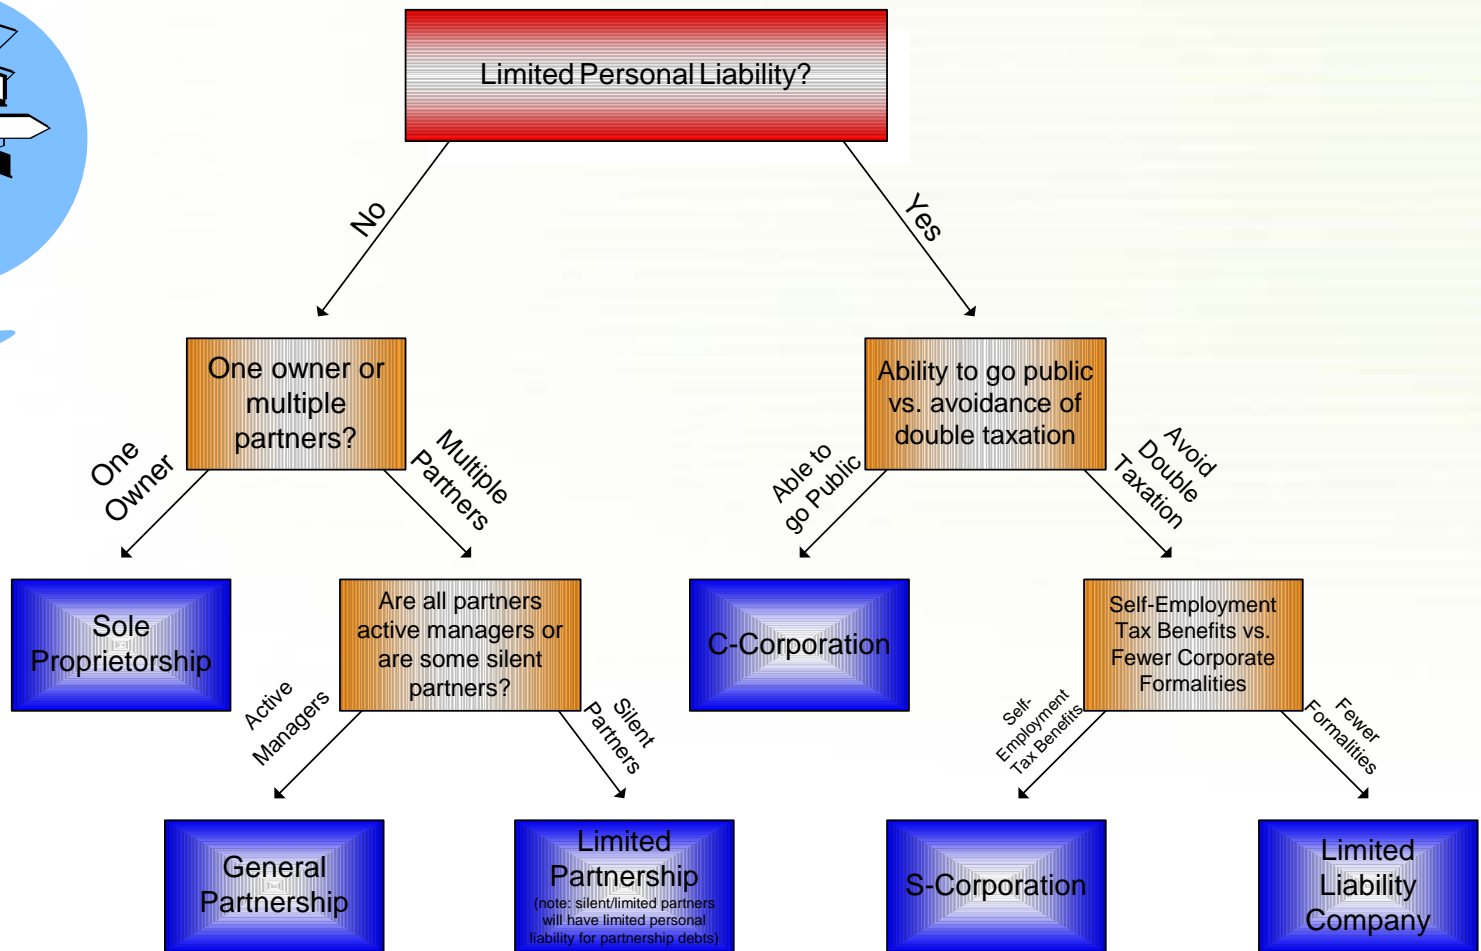 Limited Personal Liability?
No
Yes
One owner or
multiple
partners?
Ability to go public
vs. avoidance of
double taxation
One
Owner
Multiple
Partners
Able to
go Public
Avoid
Double
Taxation
Sole
Proprietorship
Are all partners
active managers or
are some silent
partners?
C-Corporation
Self-Employment
Tax Benefits vs.
Fewer Corporate
Formalities
Active
Managers
Silent
Partners
Self-
Employment
Tax Benefits
Fewer
Formalities
General
Partnership
Limited
Partnership
(note: silent/limited partners
will have limited personal
liability for partnership debts)
S-Corporation
Limited
Liability
Company